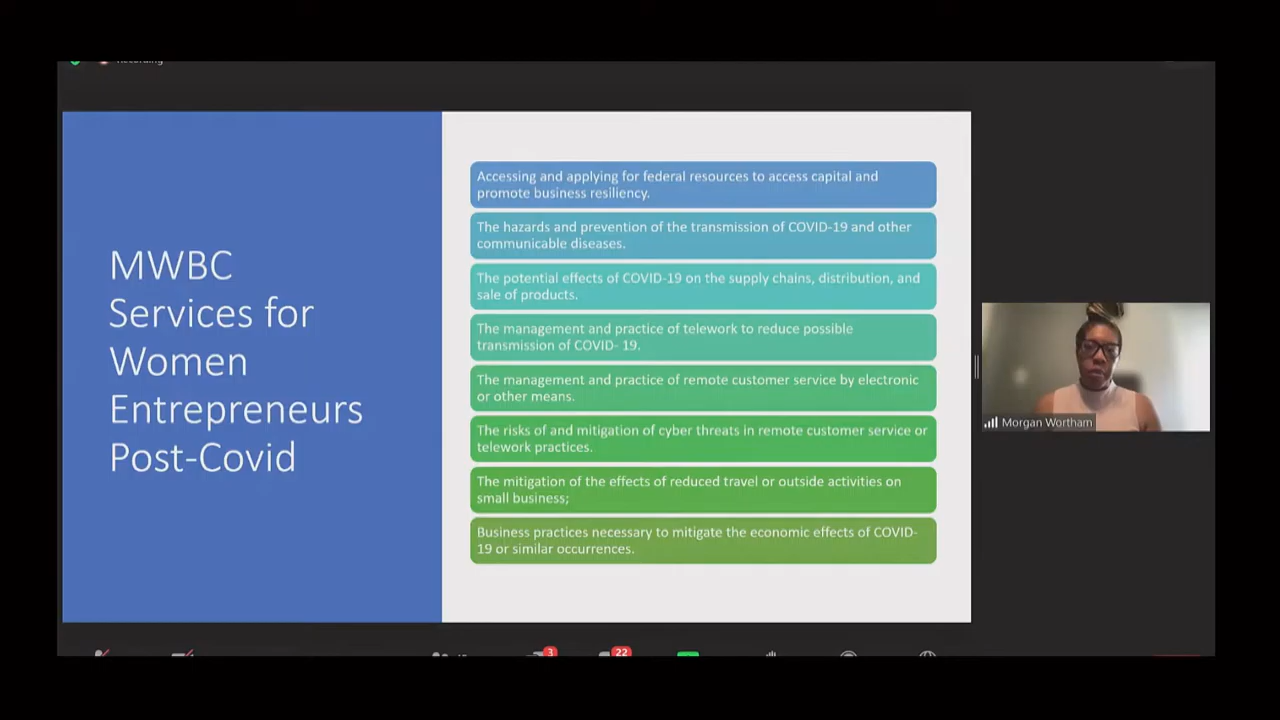 Recording
MWBC
Services for
Women
Entrepreneurs
Post-Covid
Accessing and applying for federal resources to access capital and
promote business resiliency.
The hazards and prevention of the transmission of COVID-19 and other
communicable diseases.
The potential effects of COVID-19 on the supply chains, distribution, and
sale of products.
The management and practice of telework to reduce possible
transmission of COVID- 19.
The management and practice of remote customer service by electronic
or other means.
The risks of and mitigation of cyber threats in remote customer service or
telework practices.
The mitigation of the effects of reduced travel or outside activities on
small business;
Business practices necessary to mitigate the economic effects of COVID-
19 or similar occurrences.
Morgan Wortham
3
22